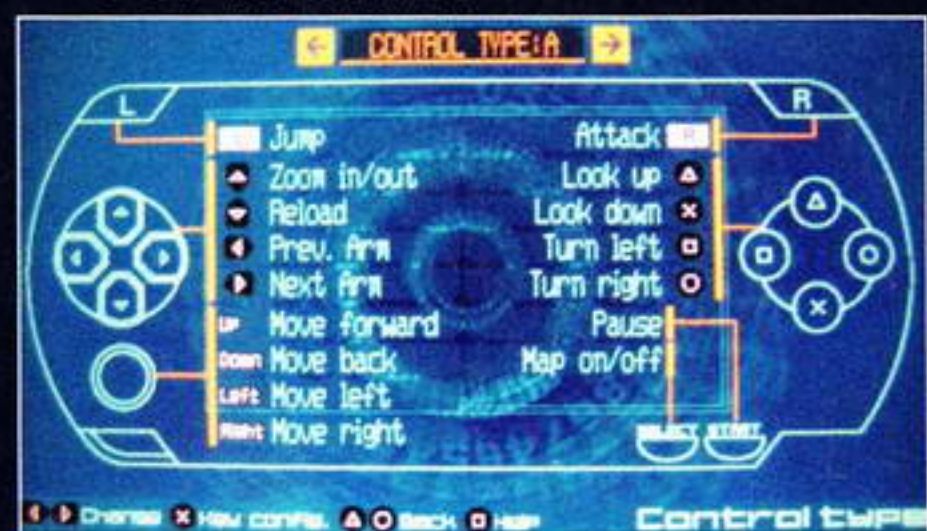 ← CONTROL TYPE:A →
L
R
Jump
Attack R
Zoom in/out
Look up
Reload
Look down
Prev. Arm
Turn left
Next Arm
Turn right
UP Move forward
Pause
Down Move back
Map on/off
Left Move left
Right Move right
SELECT START
Change Key config. Back Help
Control type